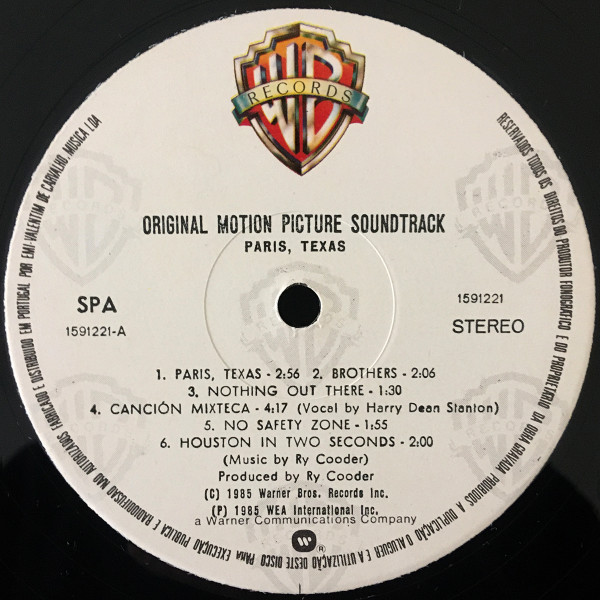 WB
RECORDS
ORIGINAL MOTION PICTURE SOUNDTRACK
PARIS, TEXAS
SPA
1591221-A
1591221
STEREO
1. PARIS, TEXAS - 2:56 2. BROTHERS - 2:06
3. NOTHING OUT THERE - 1:30
4. CANCIÓN MIXTECA - 4:17 (Vocal by Harry Dean Stanton)
5. NO SAFETY ZONE - 1:55
6. HOUSTON IN TWO SECONDS - 2:00
(Music by Ry Cooder)
Produced by Ry Cooder
(C) 1985 Warner Bros. Records Inc.
(P) 1985 WEA International Inc.
a Warner Communications Company
W ®
RESERVADOS TODOS OS DIREITOS DO PRODUTOR FONOGRÁFICO E DO PROPRIETÁRIO DA OBRA GRAVADA PROIBIDOS A DUPLICAÇÃO O ALUGUER E A UTILIZAÇÃO DESTE DISCO PARA EXECUÇÃO PÚBLICA E RADIODIFUSÃO NÃO AUTORIZADOS FABRICADO E DISTRIBUÍDO EM PORTUGAL POR EMI-VALENTIM DE CARVALHO, MÚSICA LDA